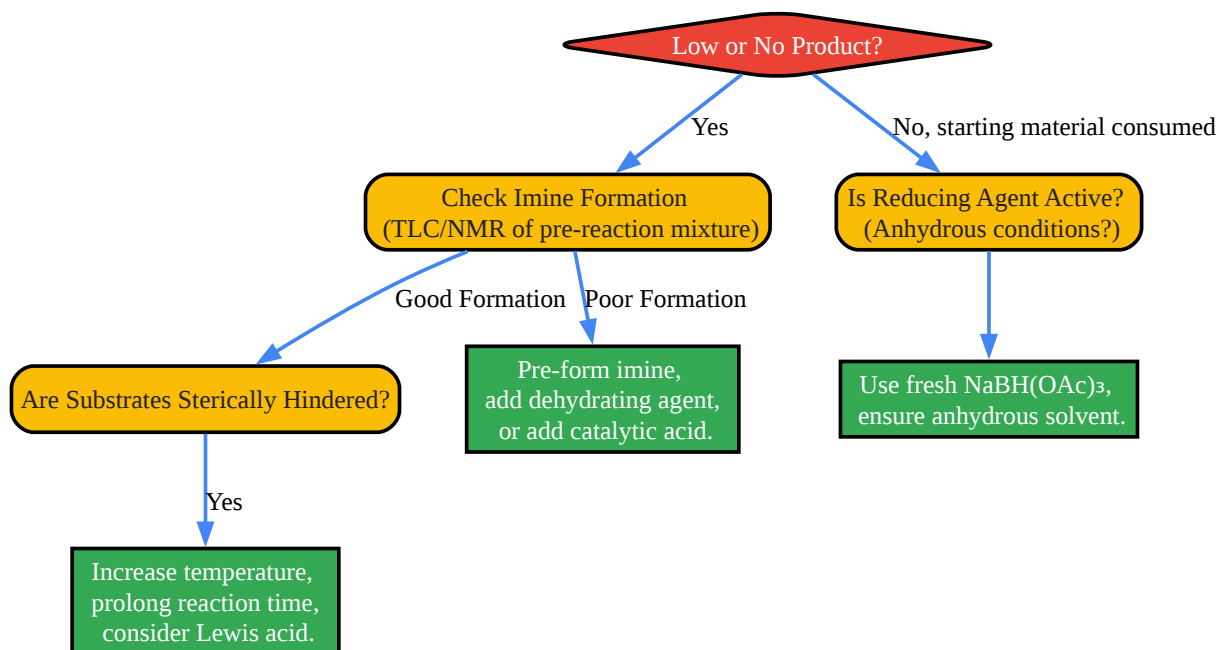 Low or No Product?
Yes
No, starting material consumed
Check Imine Formation
(TLC/NMR of pre-reaction mixture)
Is Reducing Agent Active?
(Anhydrous conditions?)
Good Formation
Poor Formation
Are Substrates Sterically Hindered?
Pre-form imine,
add dehydrating agent,
or add catalytic acid.
Use fresh NaBH(OAc)₃,
ensure anhydrous solvent.
Yes
Increase temperature,
prolong reaction time,
consider Lewis acid.